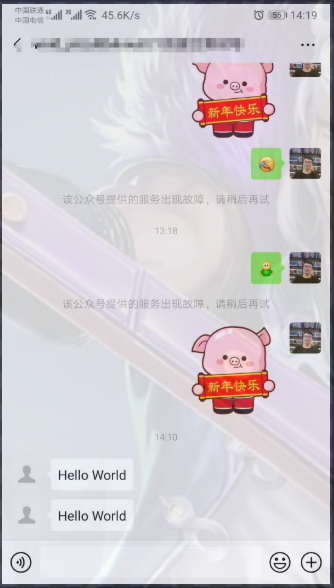 中国联通
中国电信
45.6K/s
55
14:19
新年快乐
该公众号提供的服务出现故障，请稍后再试
13:18
该公众号提供的服务出现故障，请稍后再试
新年快乐
14:10
Hello World
Hello World